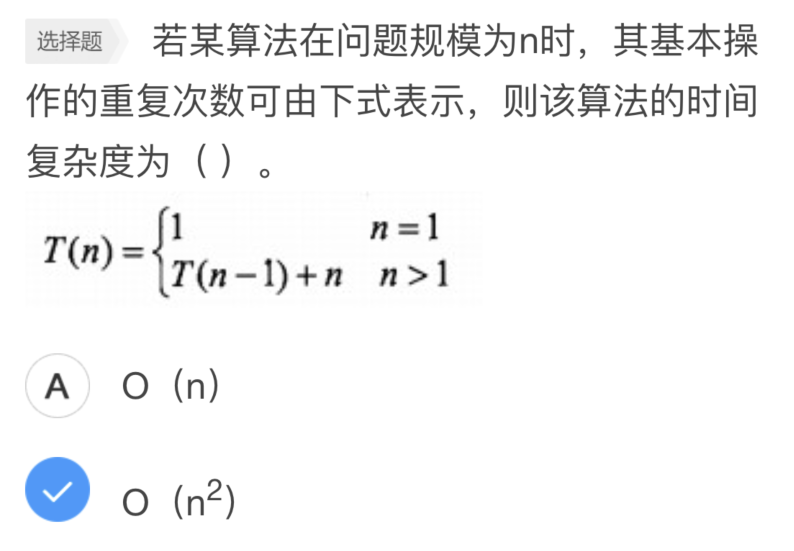 选择题 若某算法在问题规模为n时，其基本操
作的重复次数可由下式表示，则该算法的时间
复杂度为（ ）。
T(n) = { 1 n = 1
T(n − 1) + n n > 1
A O（n）
O（n²）